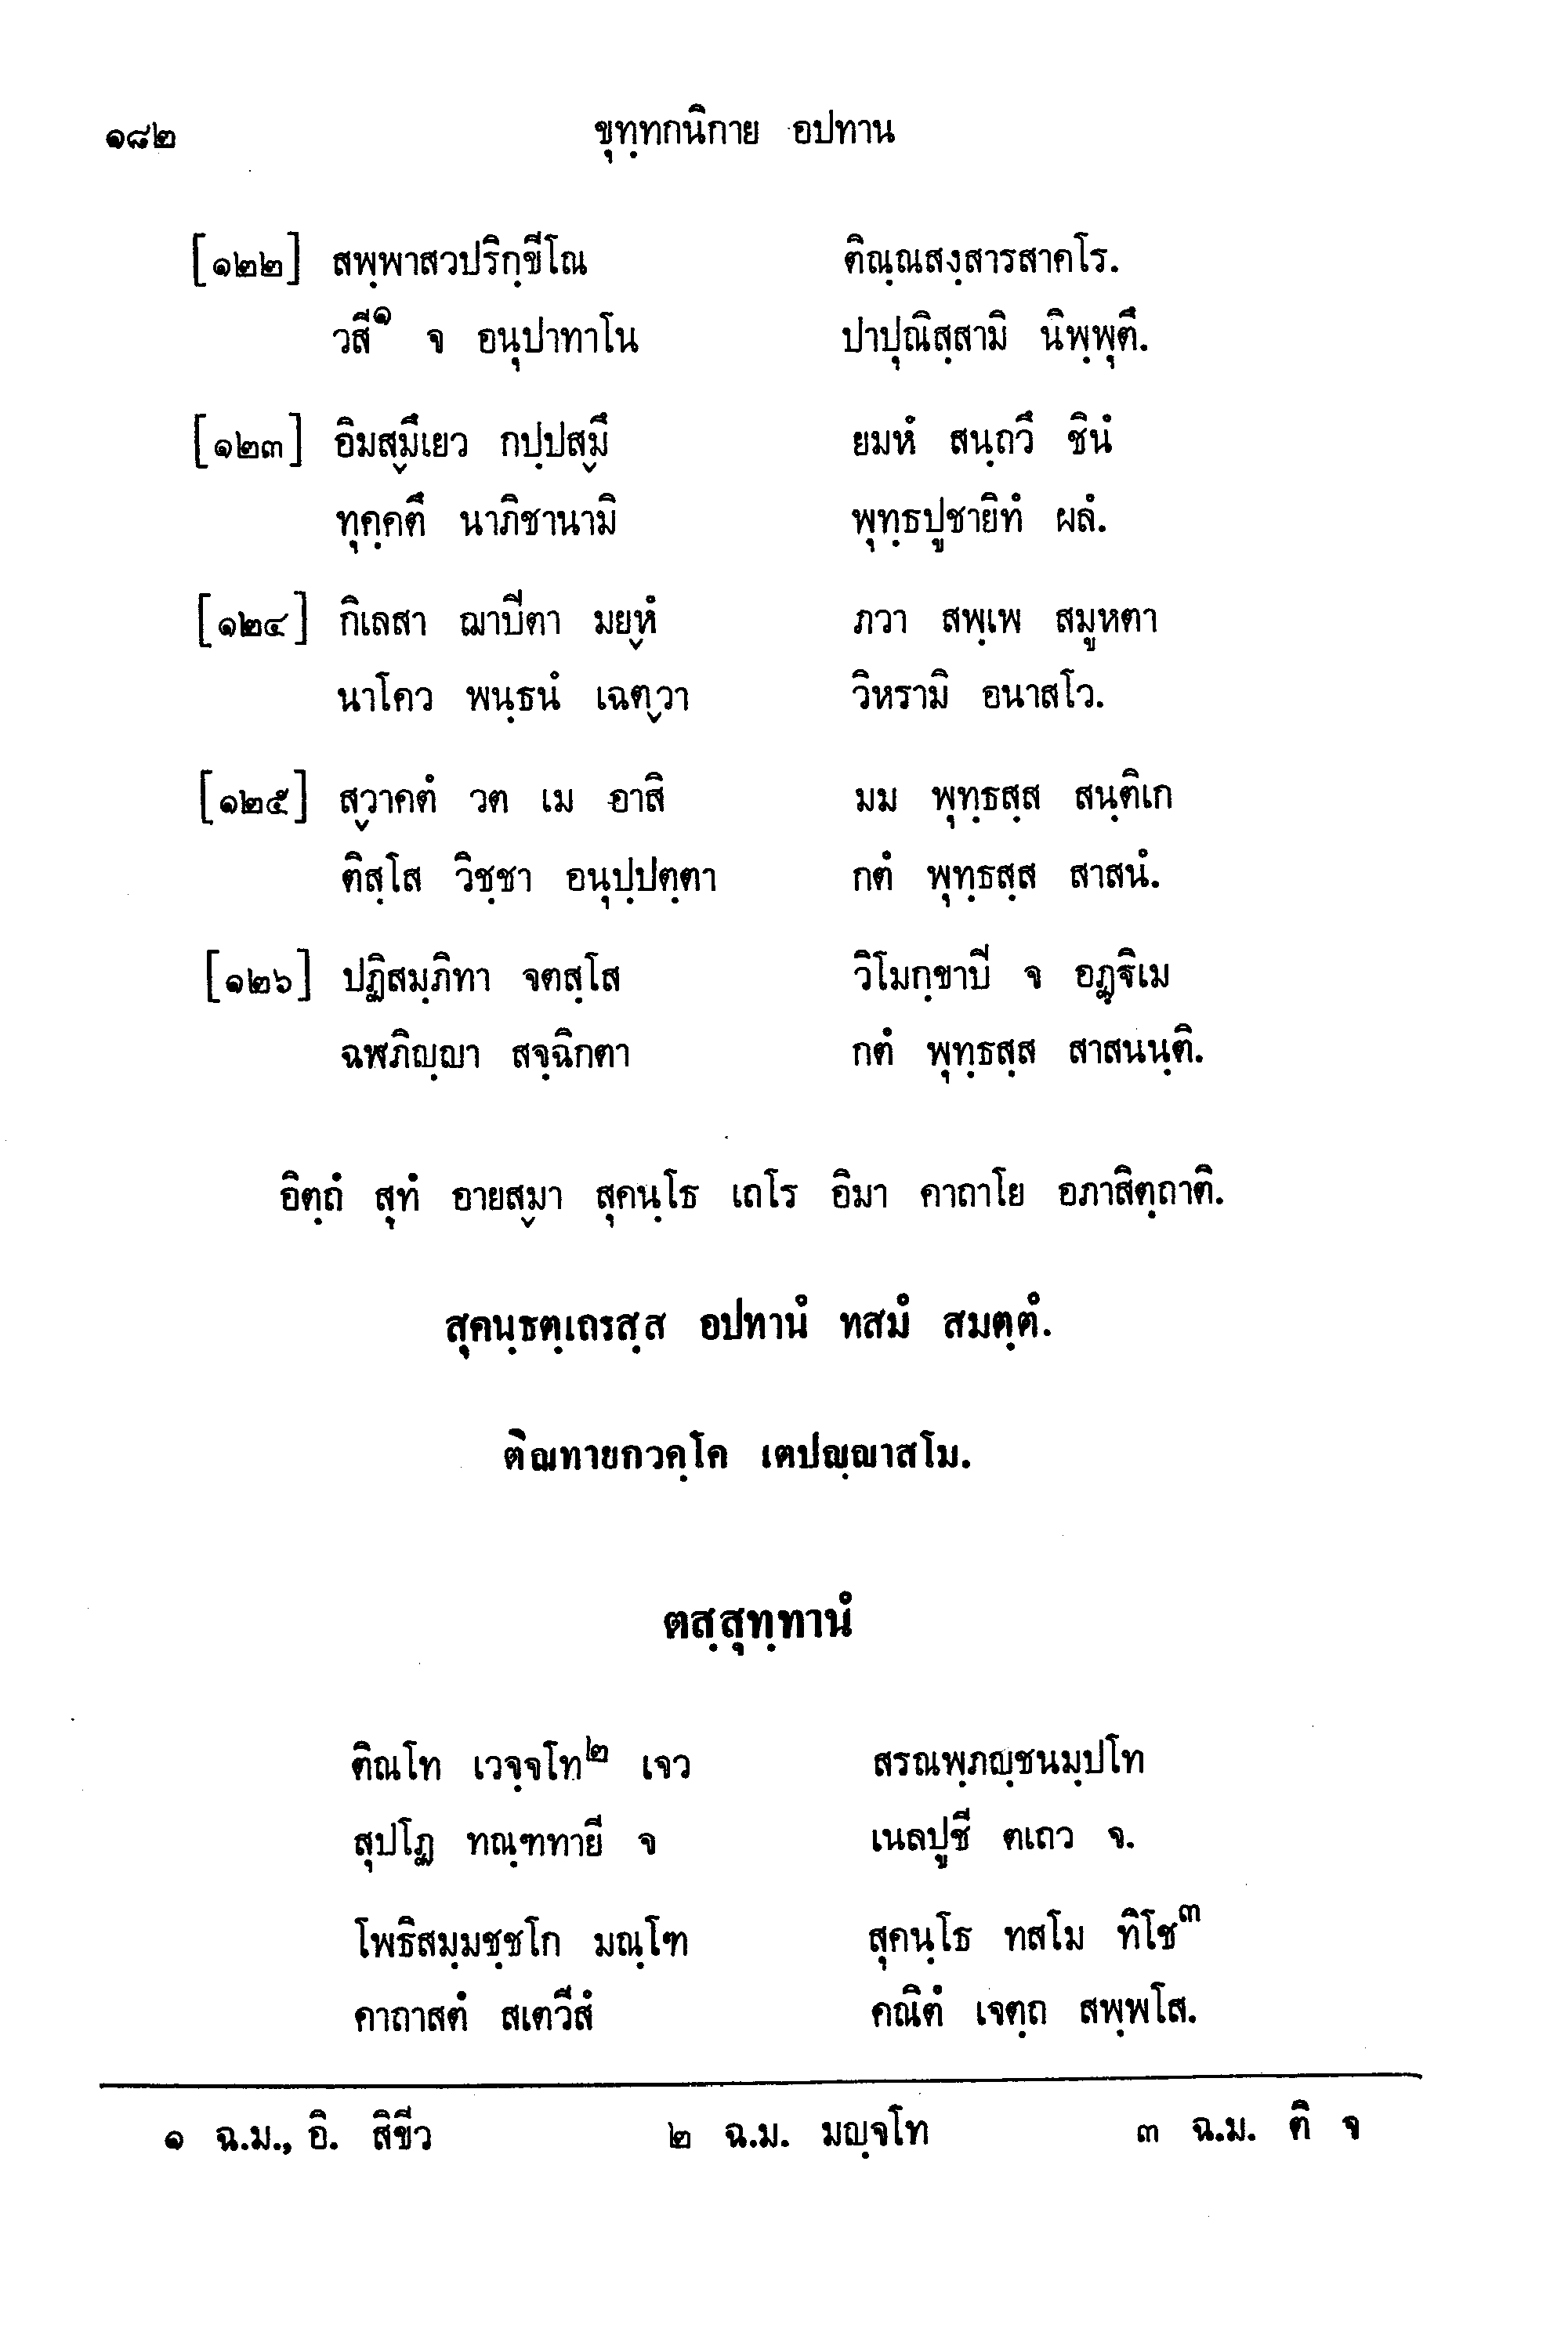 ๑๘๒ ขุทฺทกนิกาย อปทาน
[๑๒๒] สพฺพาสวปริกฺขีโณ ติณฺณสงฺสารสาคโร.
วสี๑ จ อนุปาทาโน ปาปุณิสฺสามิ นิพฺพุตึ.
[๑๒๓] อิมสฺมึเยว กปฺปสฺมึ ยมหํ สนฺถวึ ชินํ
ทุคฺคตึ นาภิชานามิ พุทฺธปูชายิทํ ผลํ.
[๑๒๔] กิเลสา ฌาปีตา มยฺหํ ภวา สพฺเพ สมูหตา
นาโคว พนฺธนํ เฉตฺวา วิหรามิ อนาสโว.
[๑๒๕] สฺวาคตํ วต เม อาสิ มม พุทฺธสฺส สนฺติเก
ติสฺโส วิชฺชา อนุปฺปตฺตา กตํ พุทฺธสฺส สาสนํ.
[๑๒๖] ปฏิสมฺภิทา จตสฺโส วิโมกฺขาปี จ อฏฺฐิเม
ฉฬภิญฺญา สจฺฉิกตา กตํ พุทฺธสฺส สาสนนฺติ.
อิตฺถํ สุทํ อายสฺมา สุคนฺโธ เถโร อิมา คาถาโย อภาสิตฺถาติ.
สุคนฺธตฺเถรสฺส อปทานํ ทสมํ สมตฺตํ.
ติณทายกวคฺโค เตปญฺญาสโม.
ตสฺสุทฺทานํ
ติณโท เวจฺจโท๒ เจว สรณพฺภญฺชนมฺปโท
สุปโฏ ทณฺฑทายี จ เนลปูชี ตเถว จ.
โพธิสมฺมชฺชโก มณฺโฑ สุคนฺโธ ทสโม ทิโช๓
คาถาสตํ สเตวีสํ คณิตํ เจตฺถ สพฺพโส.
๑ ฉ.ม., อิ. สิขีว ๒ ฉ.ม. มญฺจโท ๓ ฉ.ม. ติ จ